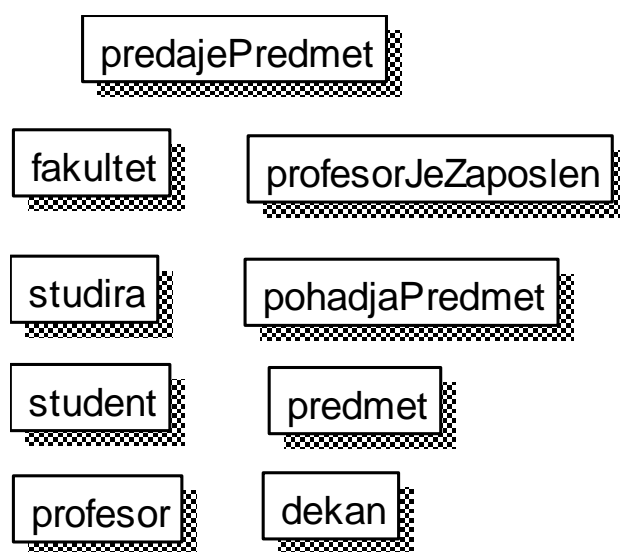 predajePredmet
fakultet
profesorJeZaposlen
studira
pohadjaPredmet
student
predmet
profesor
dekan